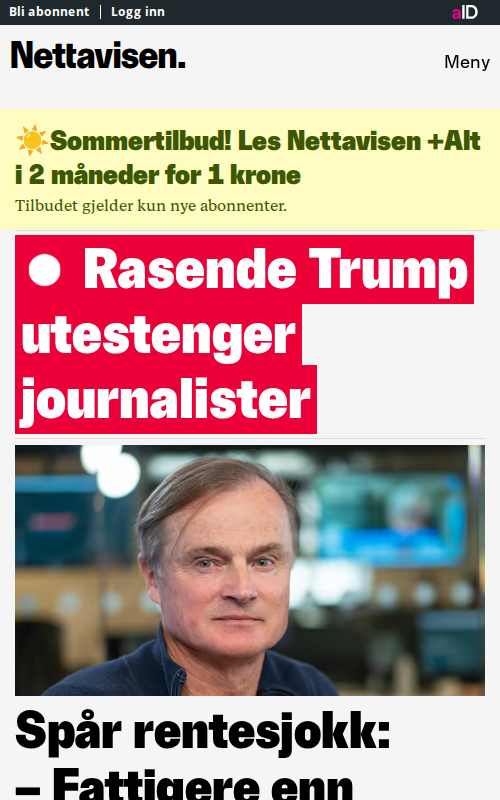 Bli abonnent
Logg inn
aID
Nettavisen.
Meny
☀️Sommertilbud! Les Nettavisen +Alt
i 2 måneder for 1 krone
Tilbudet gjelder kun nye abonnenter.
Rasende Trump
utestenger
journalister
Spår rentesjokk:
– Fattigere enn